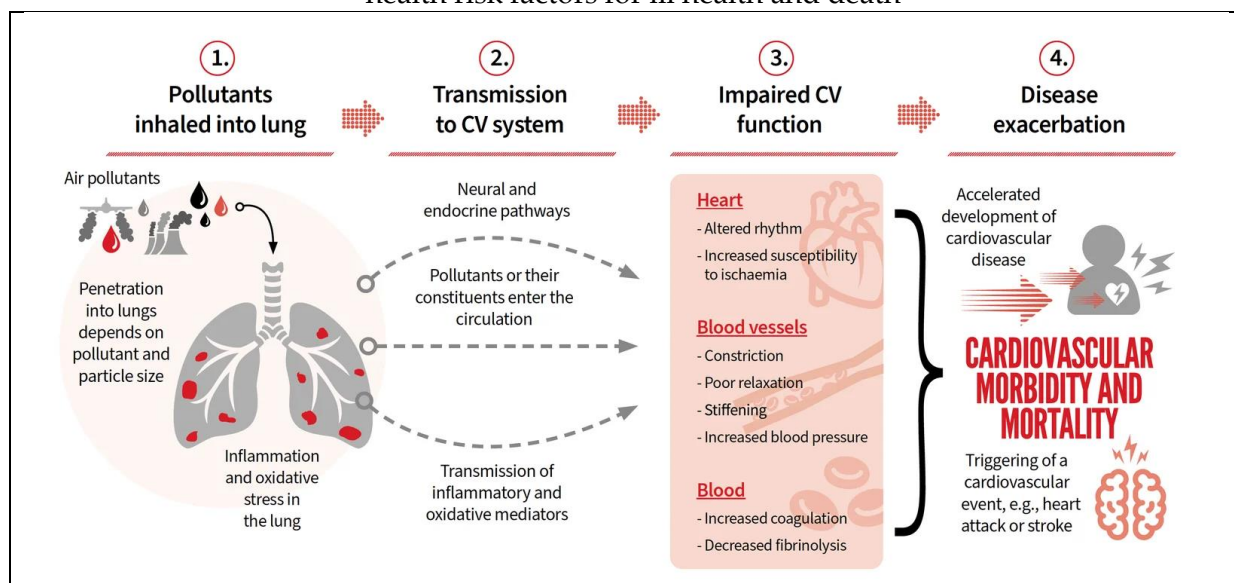 health risk factors for ill health and death
1.
Pollutants
inhaled into lung
2.
Transmission
to CV system
3.
Impaired CV
function
4.
Disease
exacerbation
Air pollutants
Penetration
into lungs
depends on
pollutant and
particle size
Inflammation
and oxidative
stress in
the lung
Neural and
endocrine pathways
Pollutants or their
constituents enter the
circulation
Transmission of
inflammatory and
oxidative mediators
Heart
- Altered rhythm
- Increased susceptibility
to ischaemia
Blood vessels
- Constriction
- Poor relaxation
- Stiffening
- Increased blood pressure
Blood
- Increased coagulation
- Decreased fibrinolysis
Accelerated
development of
cardiovascular
disease
CARDIOVASCULAR
MORBIDITY AND
MORTALITY
Triggering of a
cardiovascular
event, e.g., heart
attack or stroke